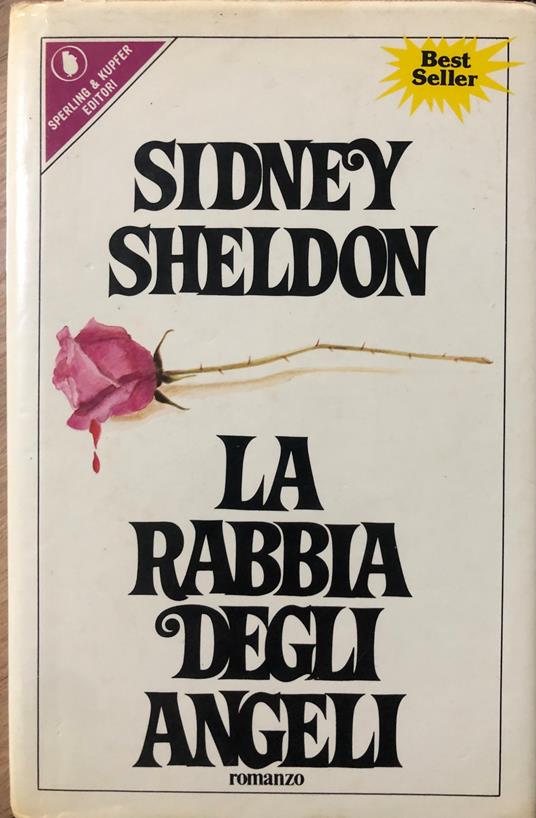 SPERLING & KUPFER
EDITORI
Best
Seller
SIDNEY
SHELDON
LA
RABBIA
DEGLI
ANGELI
romanzo